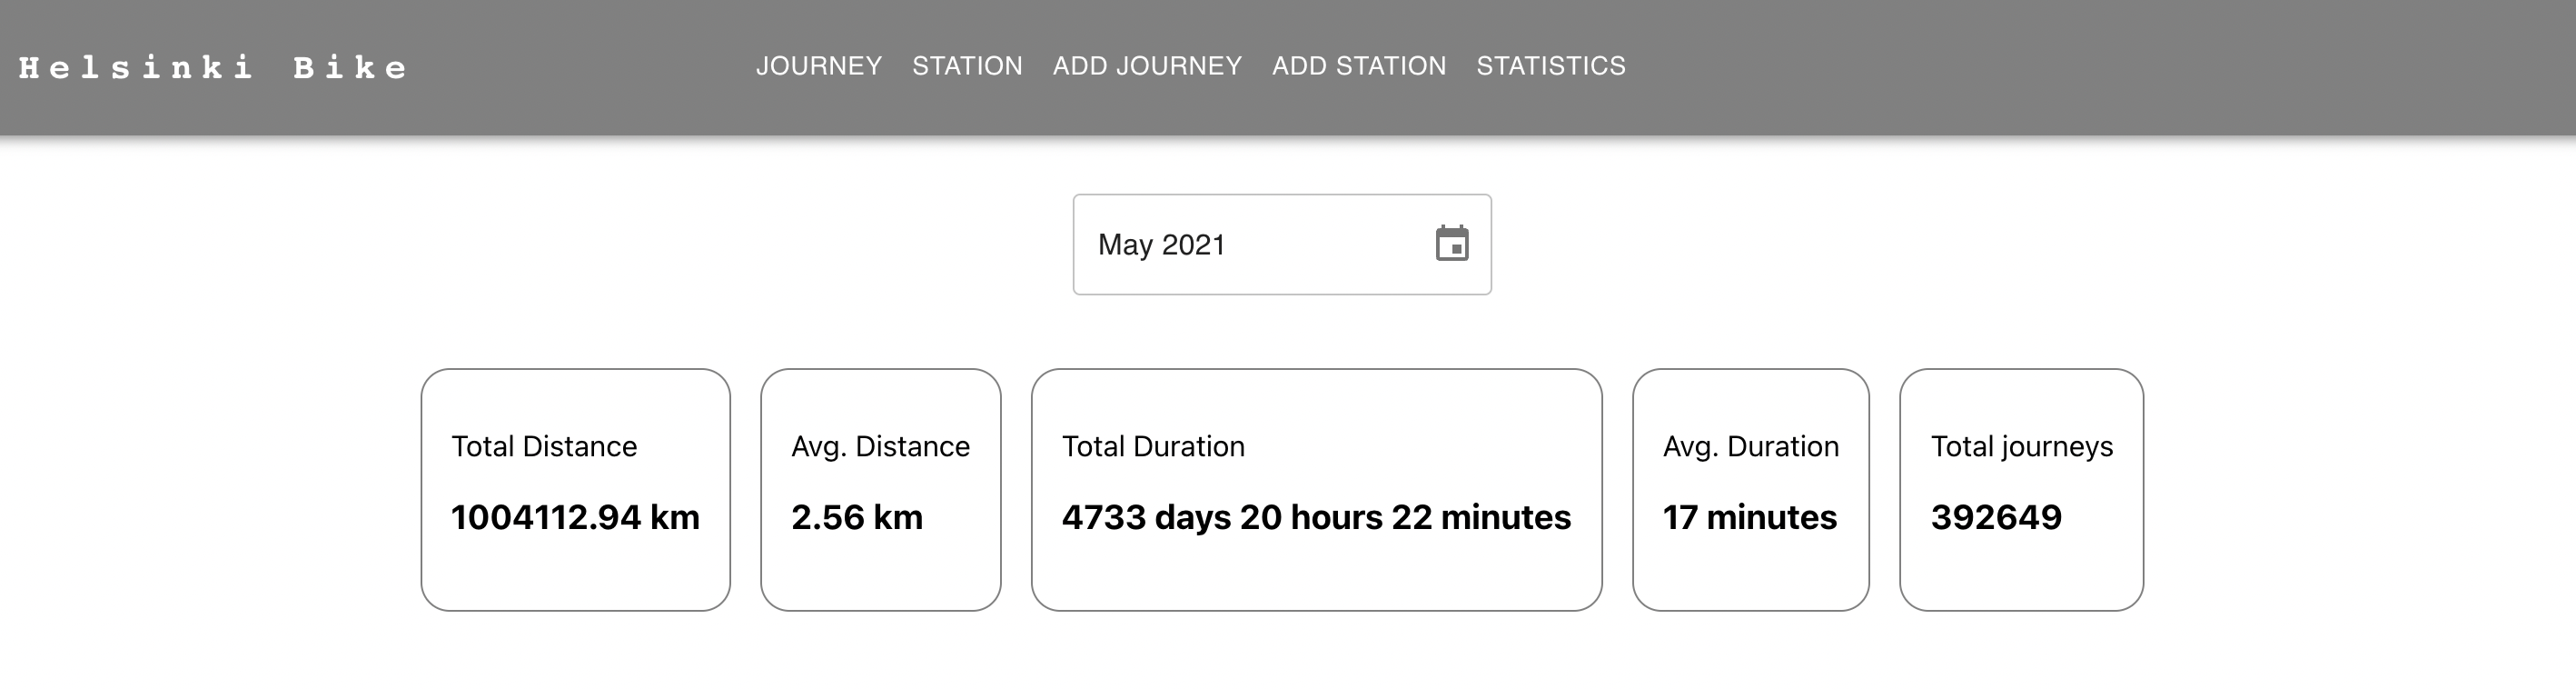 Helsinki Bike
JOURNEY STATION ADD JOURNEY ADD STATION STATISTICS
May 2021
Total Distance
1004112.94 km
Avg. Distance
2.56 km
Total Duration
4733 days 20 hours 22 minutes
Avg. Duration
17 minutes
Total journeys
392649